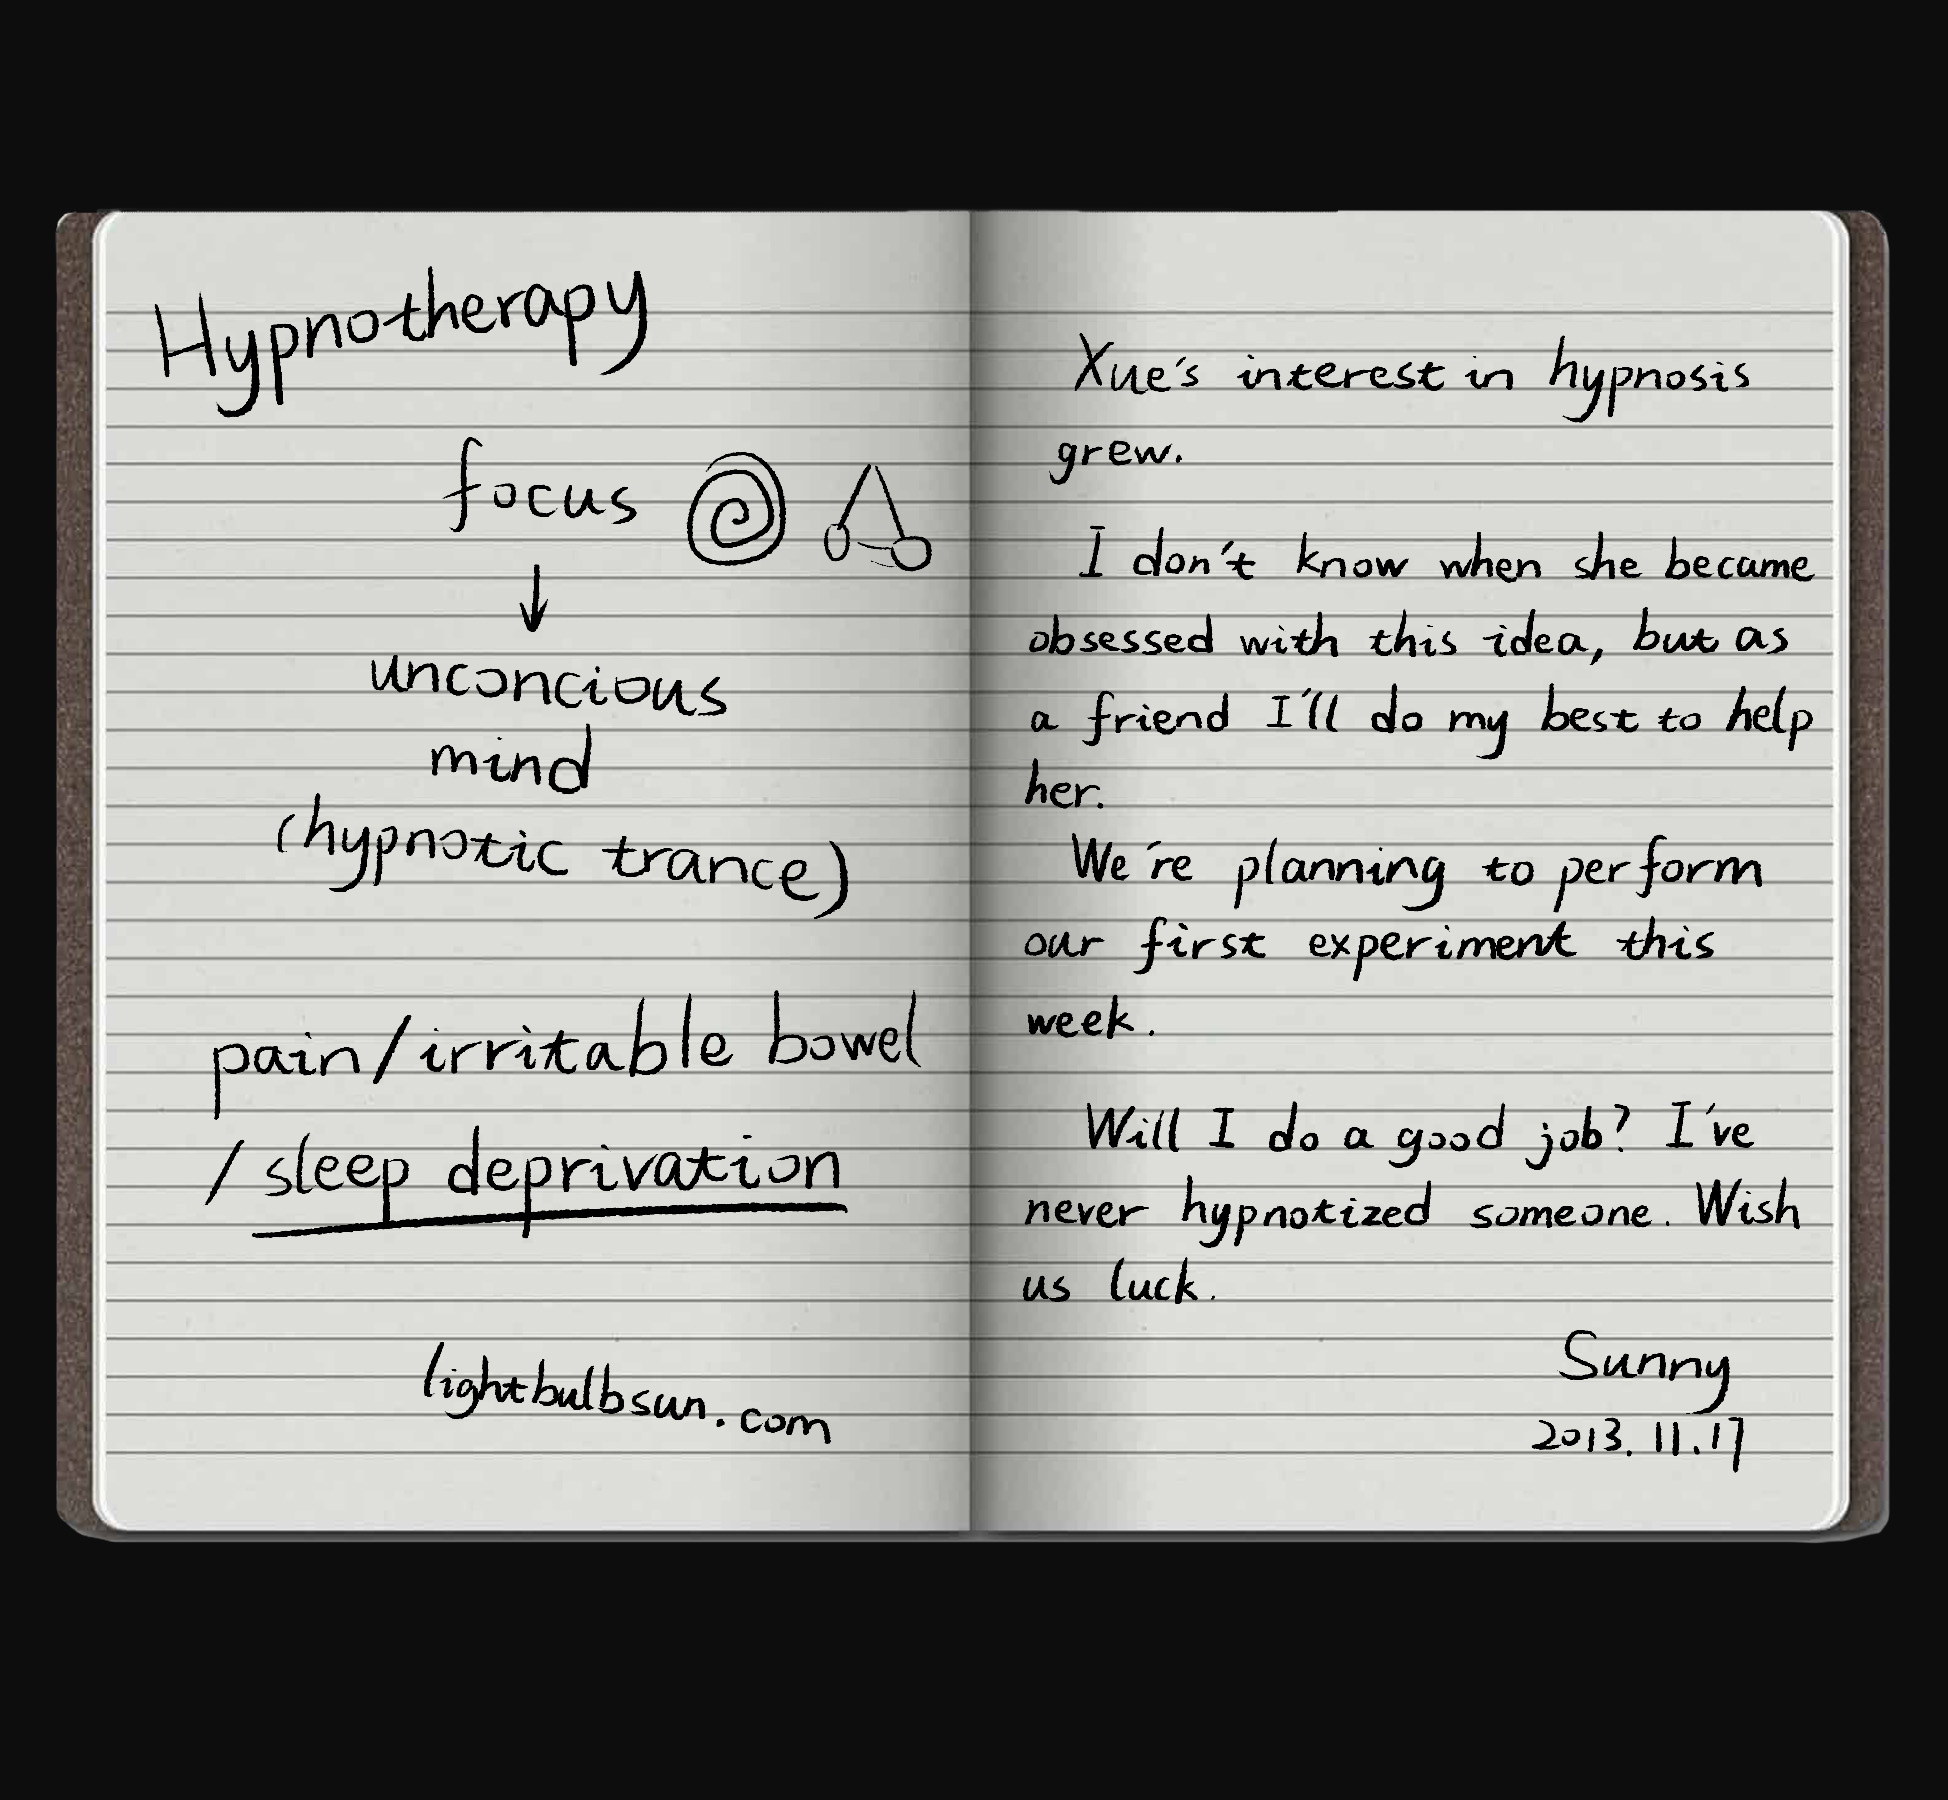 Hypnotherapy
focus
unconcious
mind
(hypnotic trance)
pain/irritable bowel
/sleep deprivation
lightbulbsun.com
Xue's interest in hypnosis
grew.
I don't know when she became
obsessed with this idea, but as
a friend I'll do my best to help
her.
We're planning to perform
our first experiment this
week.
Will I do a good job? I've
never hypnotized someone. Wish
us luck.
Sunny
2013.11.17